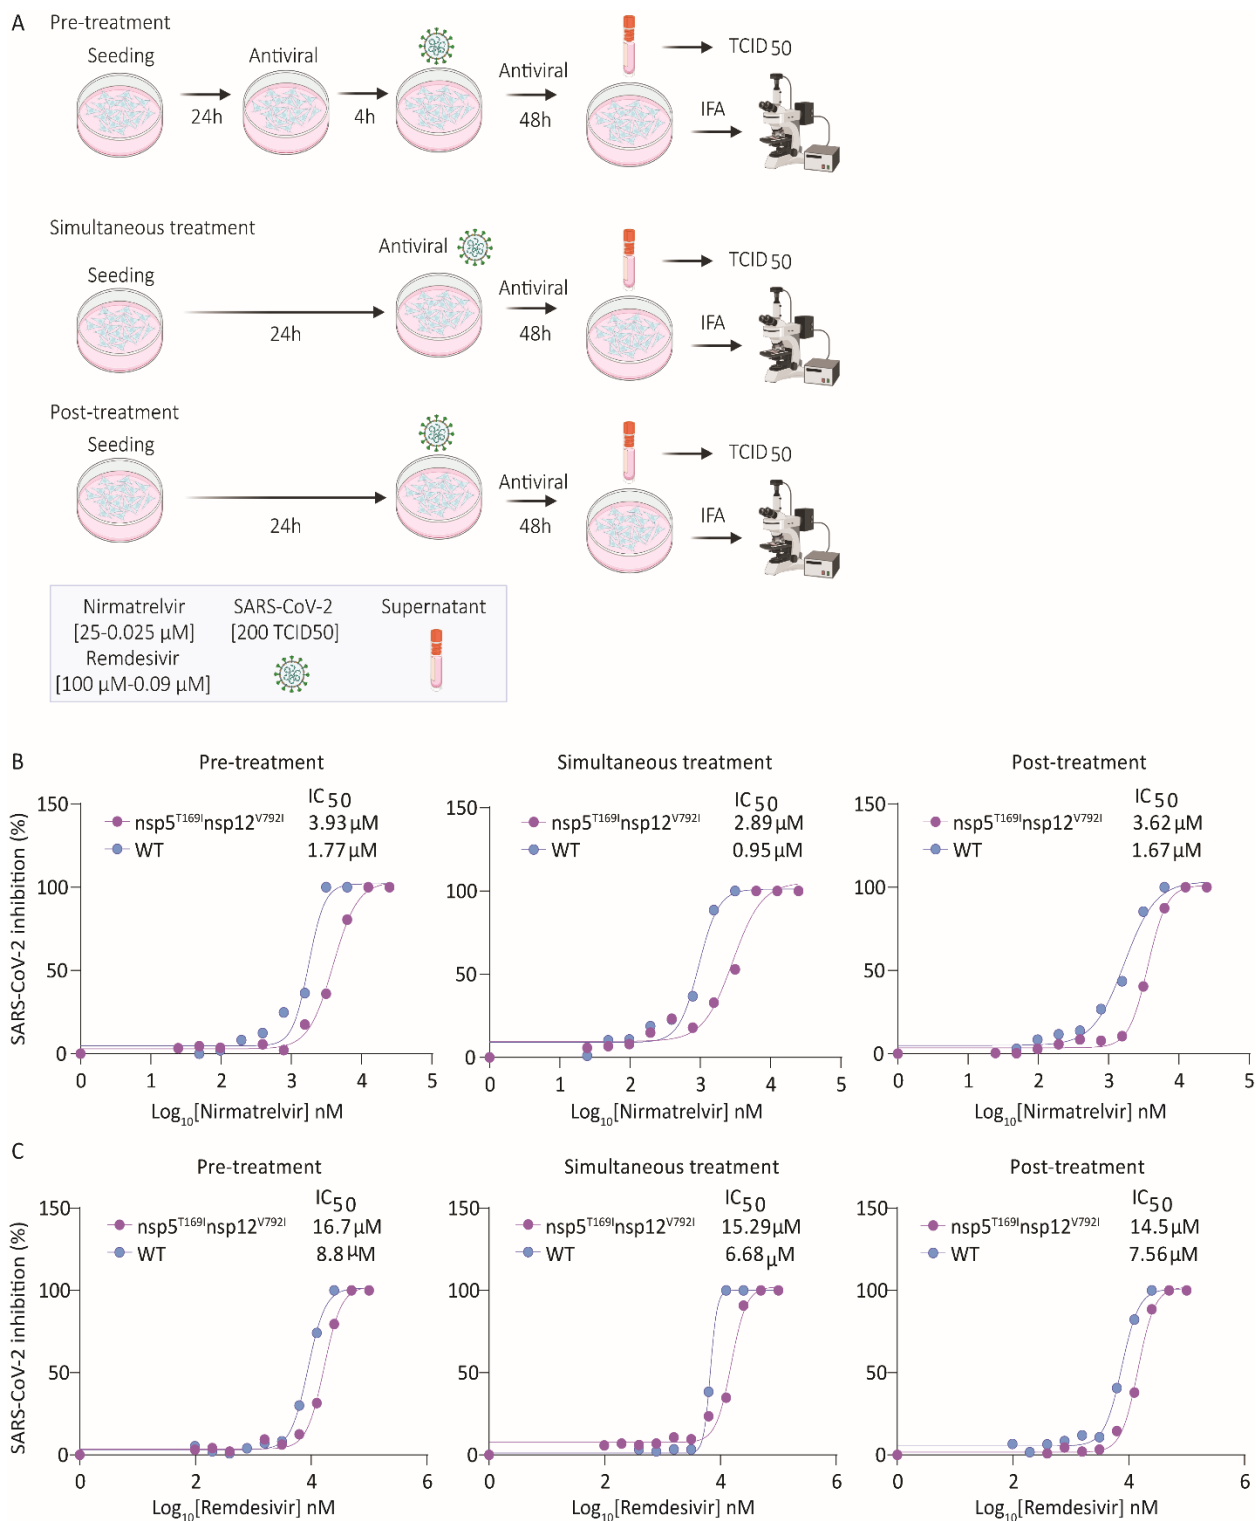 A
Pre-treatment
Seeding
Antiviral
24h
4h
Antiviral
48h
TCID50
IFA
Simultaneous treatment
Seeding
Antiviral
24h
Antiviral
48h
TCID50
IFA
Post-treatment
Seeding
24h
Antiviral
48h
TCID50
IFA
Nirmatrelvir
[25-0.025 µM]
Remdesivir
[100 µM-0.09 µM]
SARS-CoV-2
[200 TCID50]
Supernatant
B
Pre-treatment
SARS-CoV-2 inhibition (%)
150
100
50
0
IC50
nsp5T169Insp12V792I 3.93 µM
WT 1.77 µM
0 1 2 3 4 5
Log10[Nirmatrelvir] nM
Simultaneous treatment
150
100
50
0
IC50
nsp5T169Insp12V792I 2.89 µM
WT 0.95 µM
0 1 2 3 4 5
Log10[Nirmatrelvir] nM
Post-treatment
150
100
50
0
IC50
nsp5T169Insp12V792I 3.62 µM
WT 1.67 µM
0 1 2 3 4 5
Log10[Nirmatrelvir] nM
C
Pre-treatment
SARS-CoV-2 inhibition (%)
150
100
50
0
IC50
nsp5T169Insp12V792I 16.7 µM
WT 8.8 µM
0 2 4 6
Log10[Remdesivir] nM
Simultaneous treatment
150
100
50
0
IC50
nsp5T169Insp12V792I 15.29 µM
WT 6.68 µM
0 2 4 6
Log10[Remdesivir] nM
Post-treatment
150
100
50
0
IC50
nsp5T169Insp12V792I 14.5 µM
WT 7.56 µM
0 2 4 6
Log10[Remdesivir] nM